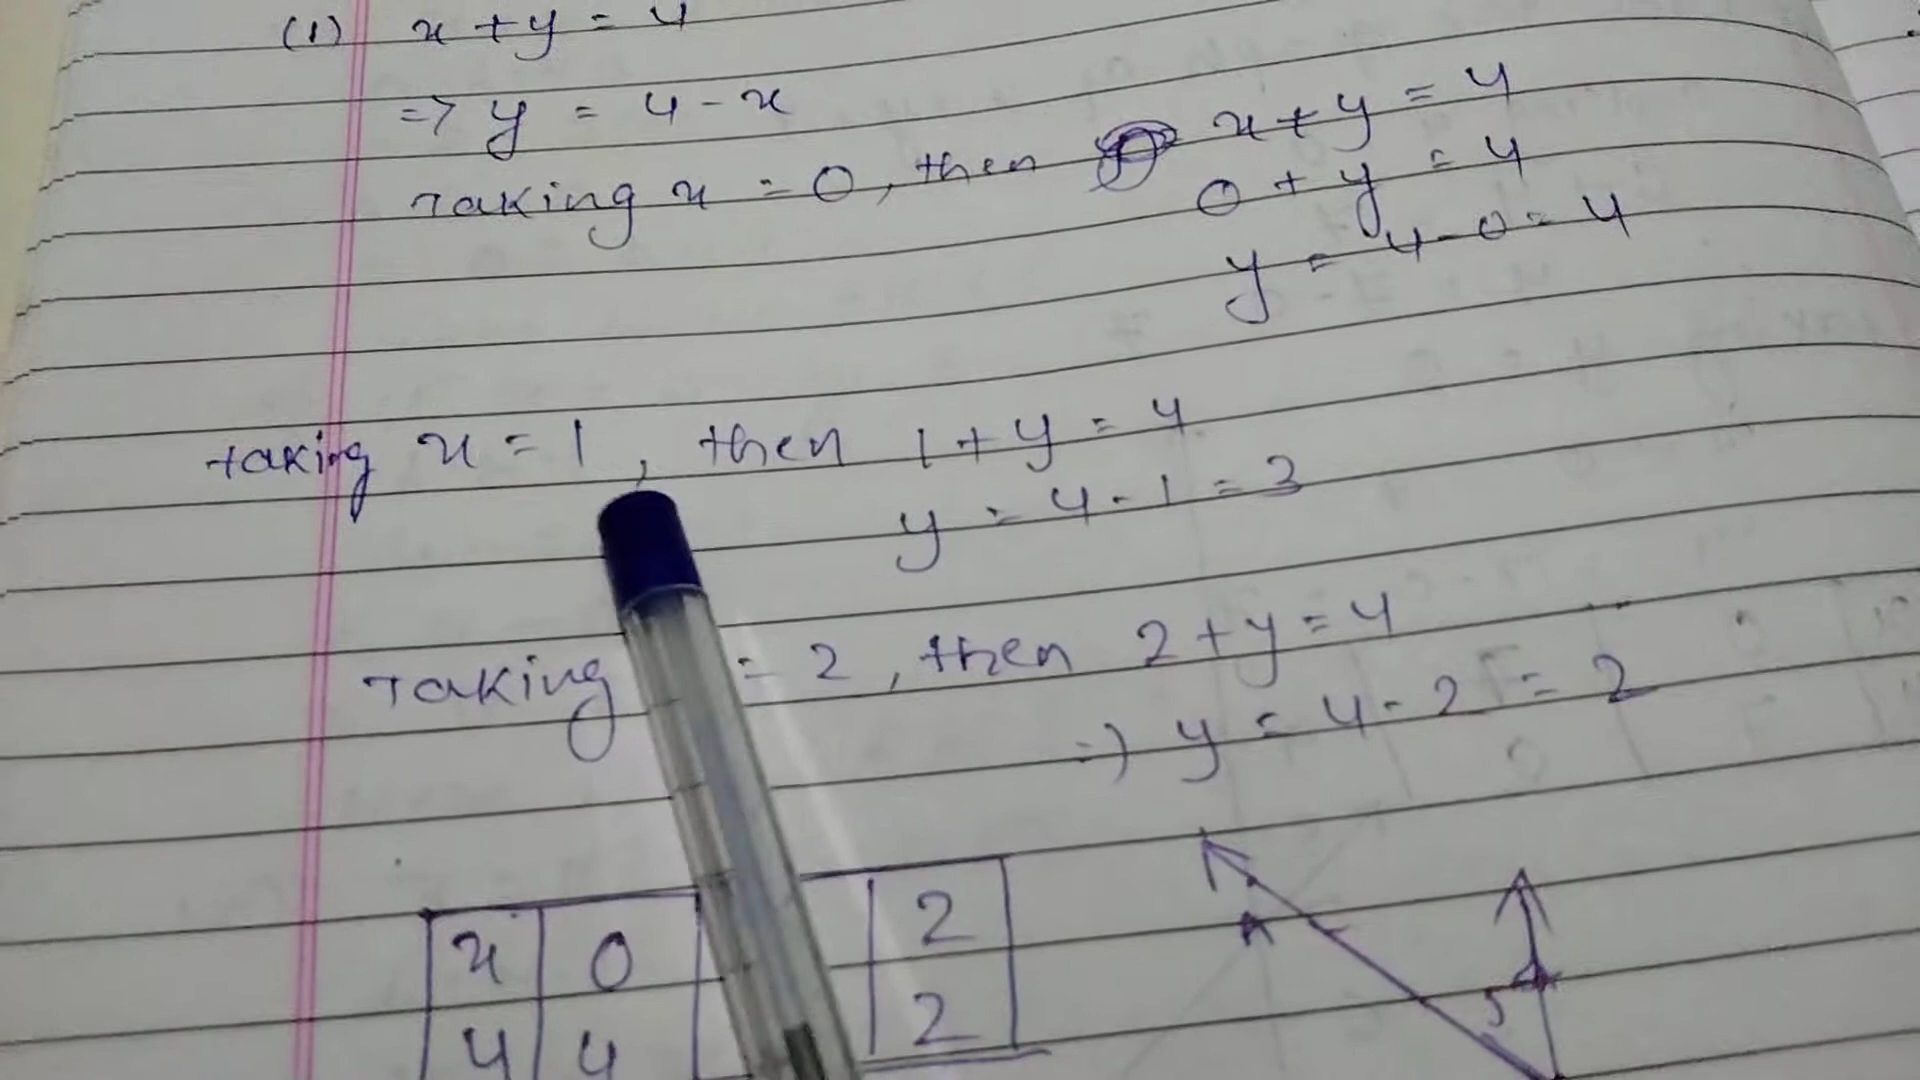 (1) x + y = 4
=> y = 4 - x
Taking x = 0, then x + y = 4
0 + y = 4
y = 4 - 0 = 4
taking x = 1, then 1 + y = 4
y = 4 - 1 = 3
Taking = 2, then 2 + y = 4
=) y = 4 - 2 = 2
x 0 2
y 4 2
5